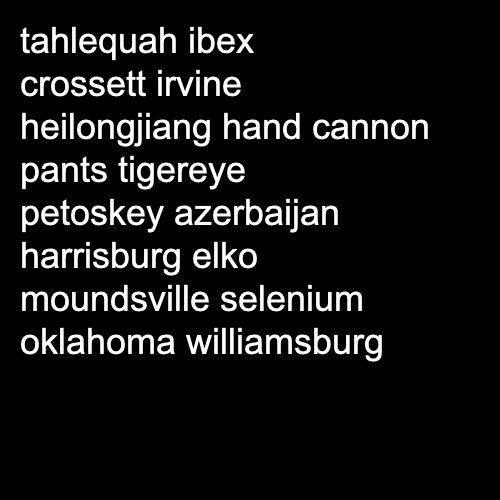 tahlequah ibex
crossett irvine
heilongjiang hand cannon
pants tigereye
petoskey azerbaijan
harrisburg elko
moundsville selenium
oklahoma williamsburg